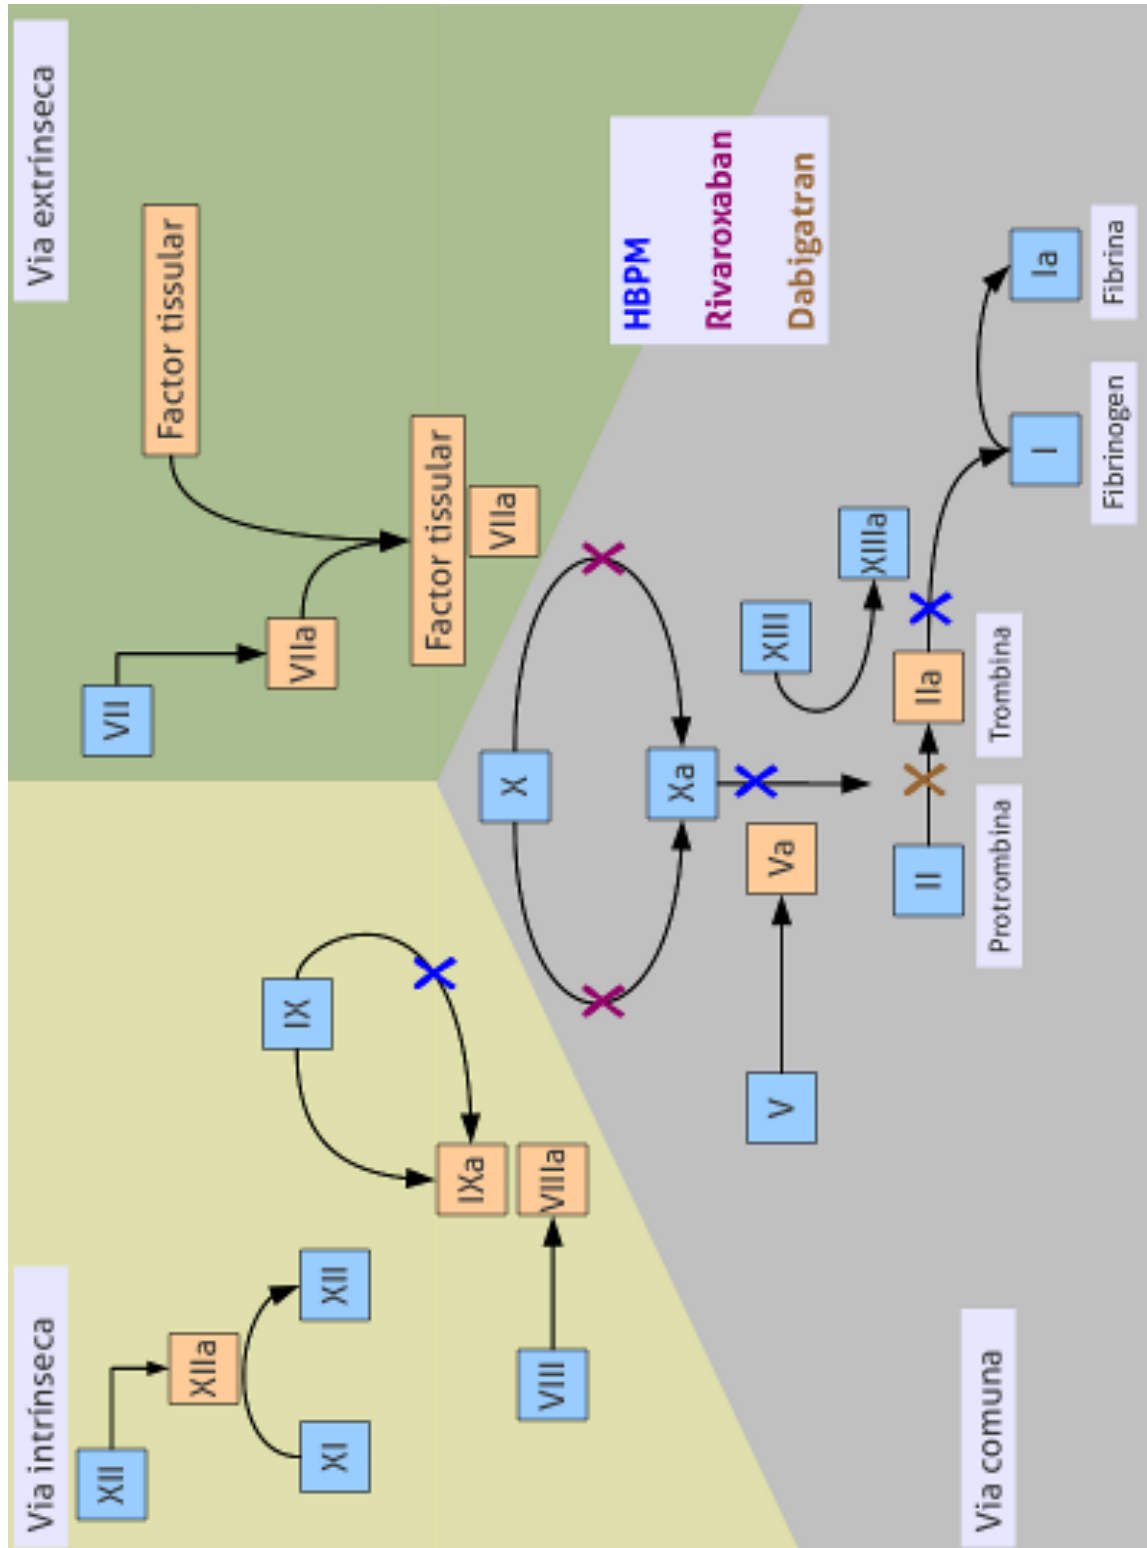 Via intrínseca
Via extrínseca
XII
XIIa
XI
XII
IX
IXa
VIII
VIIIa
VII
VIIa
Factor tissular
Factor tissular
VIIa
X
Xa
V
Va
XIII
XIIIa
II
IIa
Protrombina
Trombina
I
Ia
Fibrinogen
Fibrina
HBPM
Rivaroxaban
Dabigatran
Via comuna